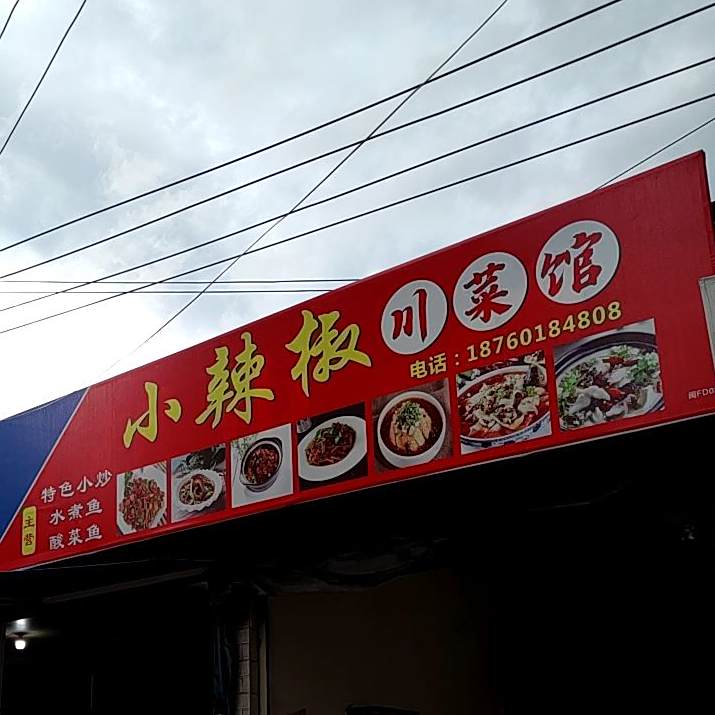 小辣椒川菜馆
电话：18760184808
主营
特色小炒
水煮鱼
酸菜鱼